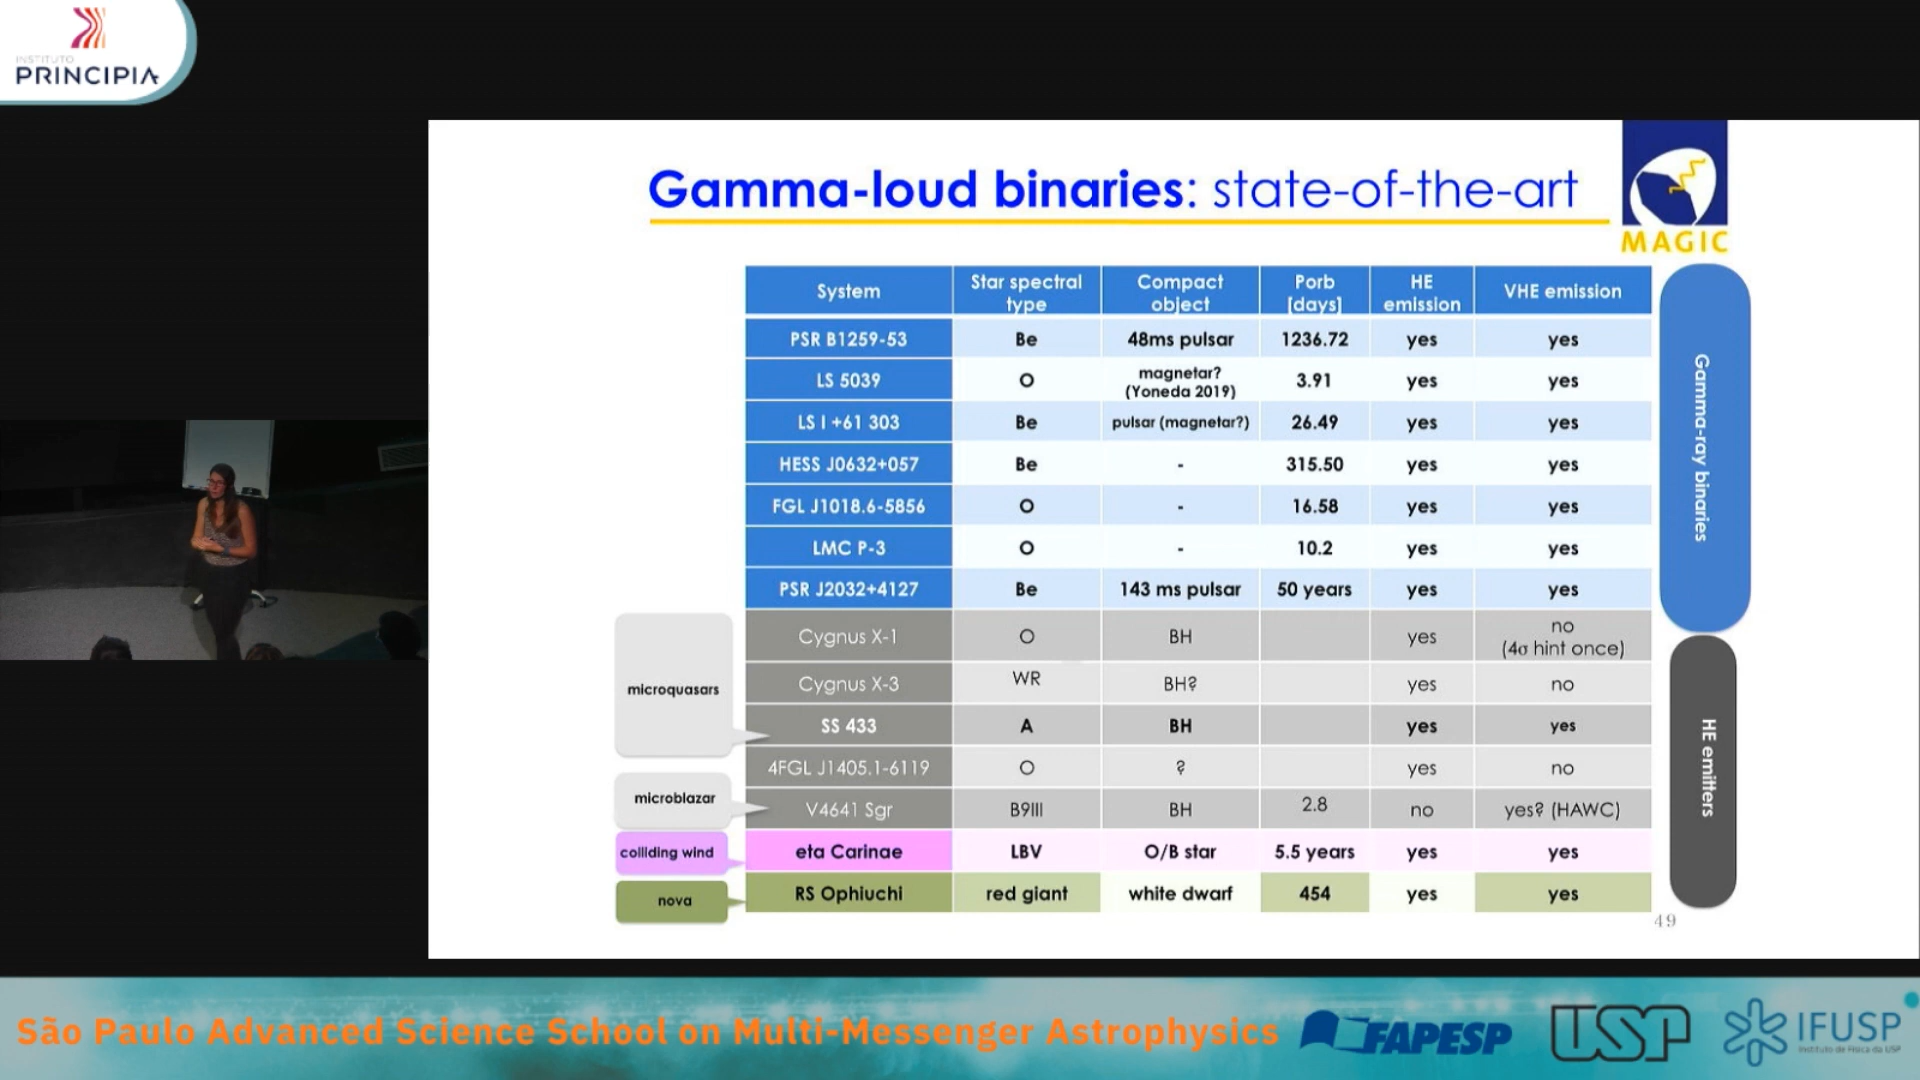 INSTITUTO
PRINCIPIA
Gamma-loud binaries: state-of-the-art
MAGIC
System Star spectral type Compact object Porb [days] HE emission VHE emission
PSR B1259-53 Be 48ms pulsar 1236.72 yes yes
LS 5039 O magnetar? (Yoneda 2019) 3.91 yes yes
LS I +61 303 Be pulsar (magnetar?) 26.49 yes yes
HESS J0632+057 Be - 315.50 yes yes
FGL J1018.6-5856 O - 16.58 yes yes
LMC P-3 O - 10.2 yes yes
PSR J2032+4127 Be 143 ms pulsar 50 years yes yes
Gamma-ray binaries
microquasars
Cygnus X-1 O BH yes no (4σ hint once)
Cygnus X-3 WR BH? yes no
SS 433 A BH yes yes
4FGL J1405.1-6119 O ? yes no
microblazar
V4641 Sgr B9III BH 2.8 no yes? (HAWC)
HE emitters
colliding wind
eta Carinae LBV O/B star 5.5 years yes yes
nova
RS Ophiuchi red giant white dwarf 454 yes yes
49
São Paulo Advanced Science School on Multi-Messenger Astrophysics
FAPESP
USP
IFUSP
Instituto de Física da USP